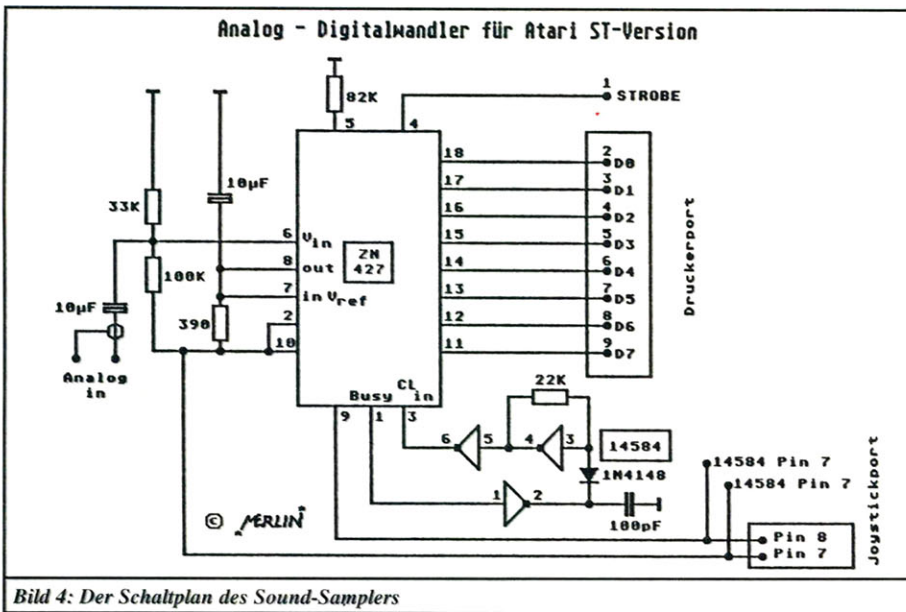 Analog - Digitalwandler für Atari ST-Version
82K
1
STROBE
5
4
18
2
D0
17
3
D1
16
4
D2
15
5
D3
14
6
D4
13
7
D5
12
8
D6
11
9
D7
Druckerport
10µF
33K
6
Vin
8
out
ZN
427
100K
7
in Vref
10µF
390
2
10
Analog
in
Busy
CL
in
9
1
3
22K
6
5
4
3
14584
1N4148
1
2
100pF
14584 Pin 7
14584 Pin 7
Pin 8
Pin 7
Joystickport
© "MERLIN"
Bild 4: Der Schaltplan des Sound-Samplers